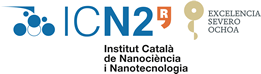 ICN2
R
EXCELENCIA
SEVERO
OCHOA
Institut Català
de Nanociència
i Nanotecnologia